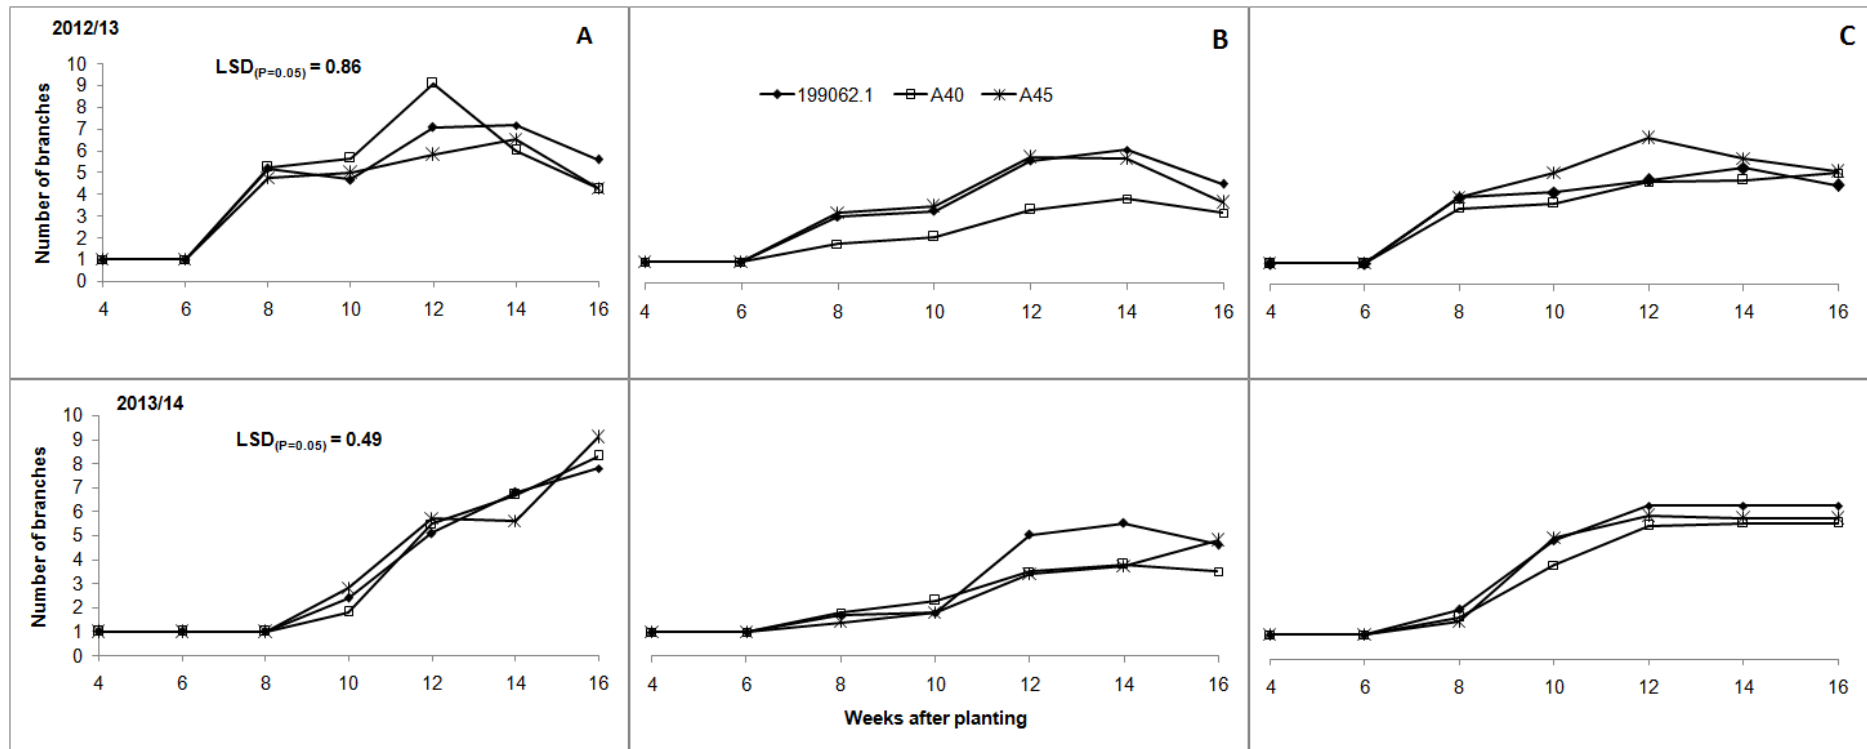 2012/13
A
B
C
LSD(P=0.05) = 0.86
199062.1 A40 A45
Number of branches
10
9
8
7
6
5
4
3
2
1
0
4 6 8 10 12 14 16
4 6 8 10 12 14 16
4 6 8 10 12 14 16
2013/14
LSD(P=0.05) = 0.49
Number of branches
10
9
8
7
6
5
4
3
2
1
0
4 6 8 10 12 14 16
4 6 8 10 12 14 16
4 6 8 10 12 14 16
Weeks after planting